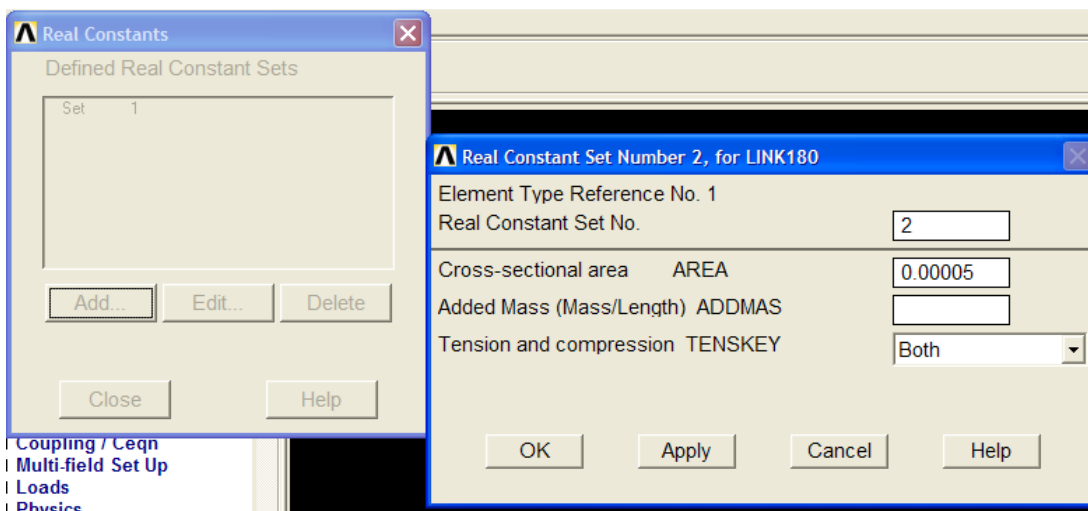 Real Constants
Defined Real Constant Sets
Set 1
Add... Edit... Delete
Close Help
Coupling / Ceqn
Multi-field Set Up
Loads
Physics
Real Constant Set Number 2, for LINK180
Element Type Reference No. 1
Real Constant Set No. 2
Cross-sectional area AREA 0.00005
Added Mass (Mass/Length) ADDMAS
Tension and compression TENSKEY Both
OK Apply Cancel Help